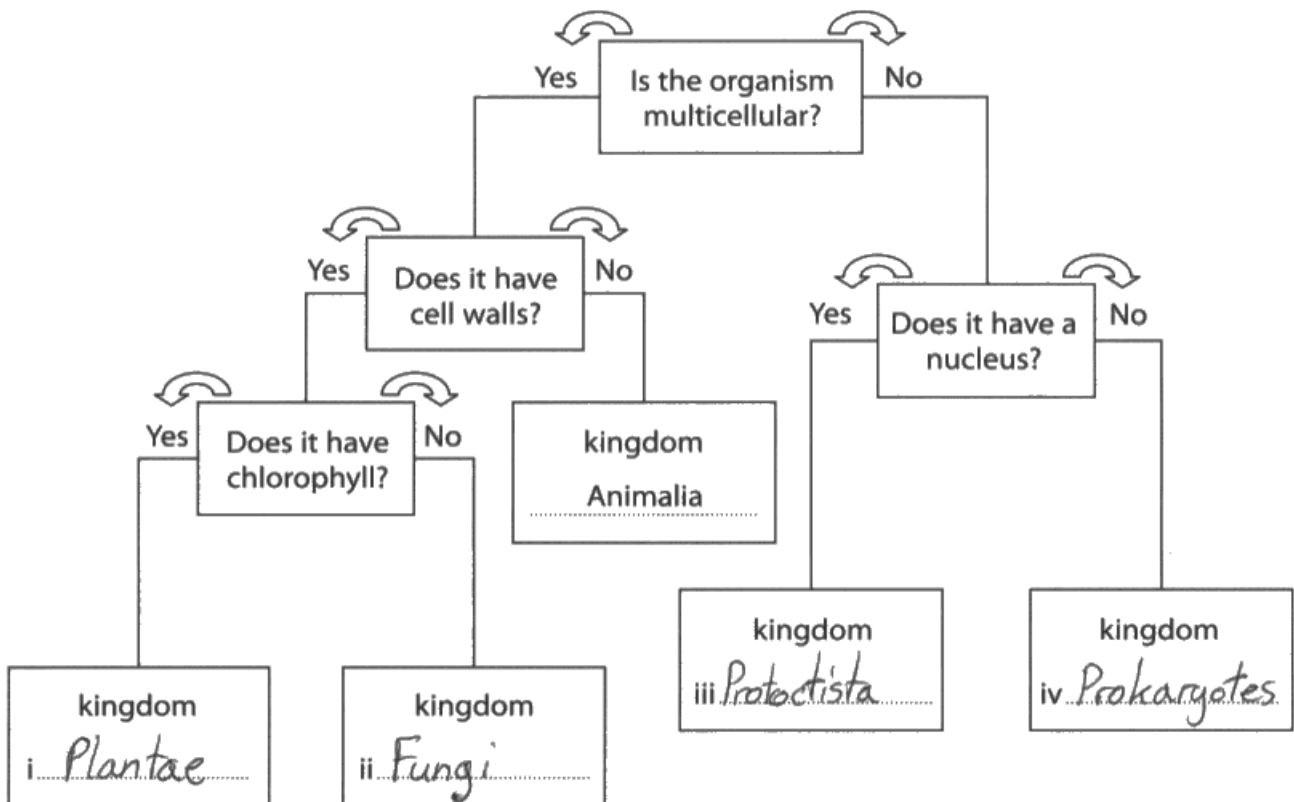 Is the organism
multicellular?
Yes
No
Does it have
cell walls?
Yes
No
Does it have a
nucleus?
Yes
No
Does it have
chlorophyll?
Yes
No
kingdom
Animalia
kingdom
iii Protoctista
kingdom
iv Prokaryotes
kingdom
i Plantae
kingdom
ii Fungi